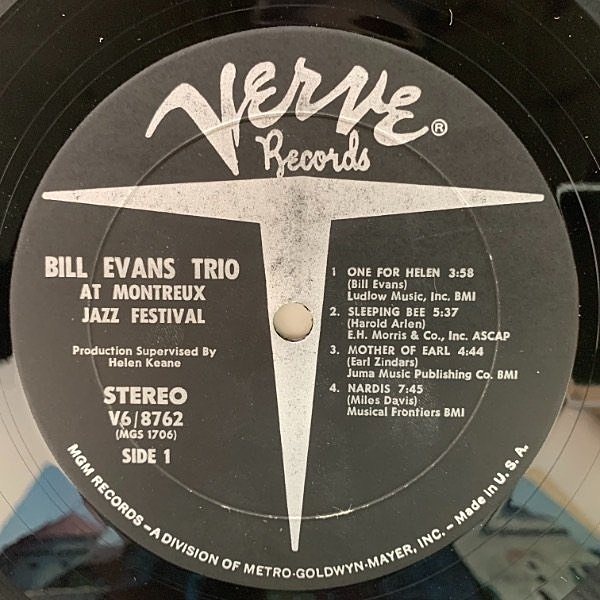 VERVE®
Records
BILL EVANS TRIO
AT MONTREUX
JAZZ FESTIVAL
Production Supervised By
Helen Keane
STEREO
V6/8762
(MGS 1706)
SIDE 1
1 ONE FOR HELEN 3:58
(Bill Evans)
Ludlow Music, Inc. BMI
2. SLEEPING BEE 5:37
(Harold Arlen)
E.H. Morris & Co., Inc. ASCAP
3. MOTHER OF EARL 4:44
(Earl Zindars)
Juma Music Publishing Co. BMI
4. NARDIS 7:45
(Miles Davis)
Musical Frontiers BMI
MGM RECORDS – A DIVISION OF METRO-GOLDWYN-MAYER, INC. – Made in U. S. A.